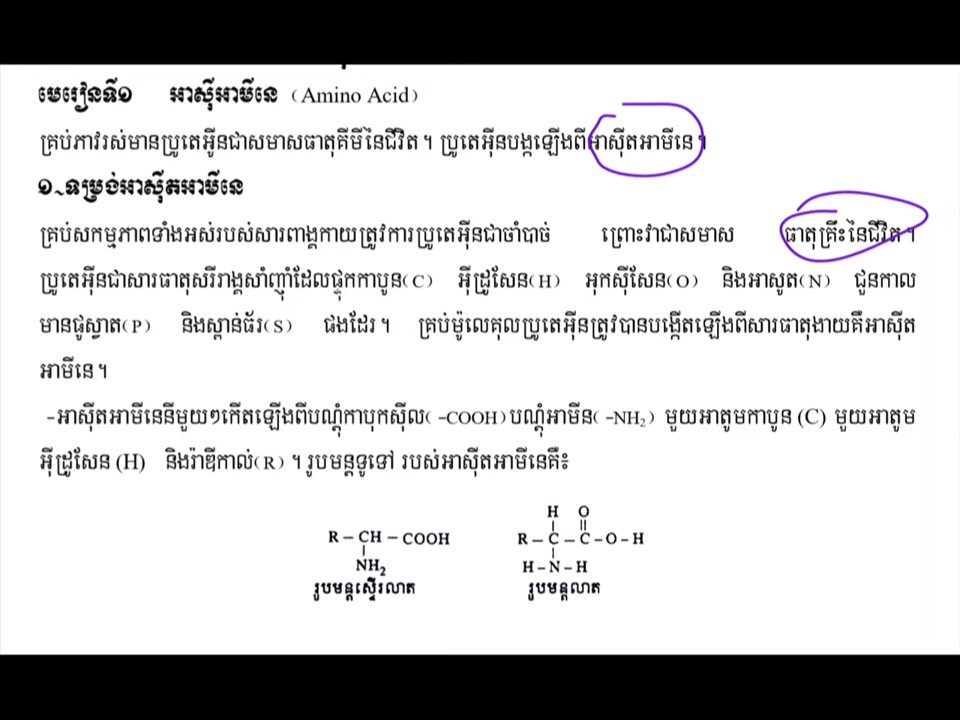 មេរៀនទី១ អាស៊ីអាមីនេ (Amino Acid)
គ្រប់ភាវរស់មានប្រូតេអ៊ីនជាសមាសធាតុគីមីនៃជីវិត។ ប្រូតេអ៊ីនបង្កឡើងពីអាស៊ីតអាមីនេ។
១~ទម្រង់អាស៊ីតអាមីនេ
គ្រប់សកម្មភាពទាំងអស់របស់សារពាង្គកាយត្រូវការប្រូតេអ៊ីនជាចាំបាច់ ព្រោះវាជាសមាស ធាតុគ្រឹះនៃជីវិត។
ប្រូតេអ៊ីនជាសារធាតុសរីរាង្គសាំញ៉ាំដែលផ្ទុកកាបូន(C) អ៊ីដ្រូសែន(H) អុកស៊ីសែន(O) និងអាសូត(N) ជួនកាល
មានផូស្វាត(P) និងស្ពាន់ធ័រ(S) ផងដែរ។ គ្រប់ម៉ូលេគុលប្រូតេអ៊ីនត្រូវបានបង្កើតឡើងពីសារធាតុងាយគឺអាស៊ីត
អាមីនេ។
-អាស៊ីតអាមីនេនីមួយៗកើតឡើងពីបណ្តុំកាបុកស៊ីល( -COOH)បណ្តុំអាមីន( -NH₂) មួយអាតូមកាបូន (C) មួយអាតូម
អ៊ីដ្រូសែន (H) និងរ៉ាឌីកាល់(R)។ រូបមន្តទូទៅ របស់អាស៊ីតអាមីនេគឺ៖
H O
R – CH – COOH R – C – C – O – H
NH₂ H – N – H
រូបមន្តស្ទើរលាត រូបមន្តលាត